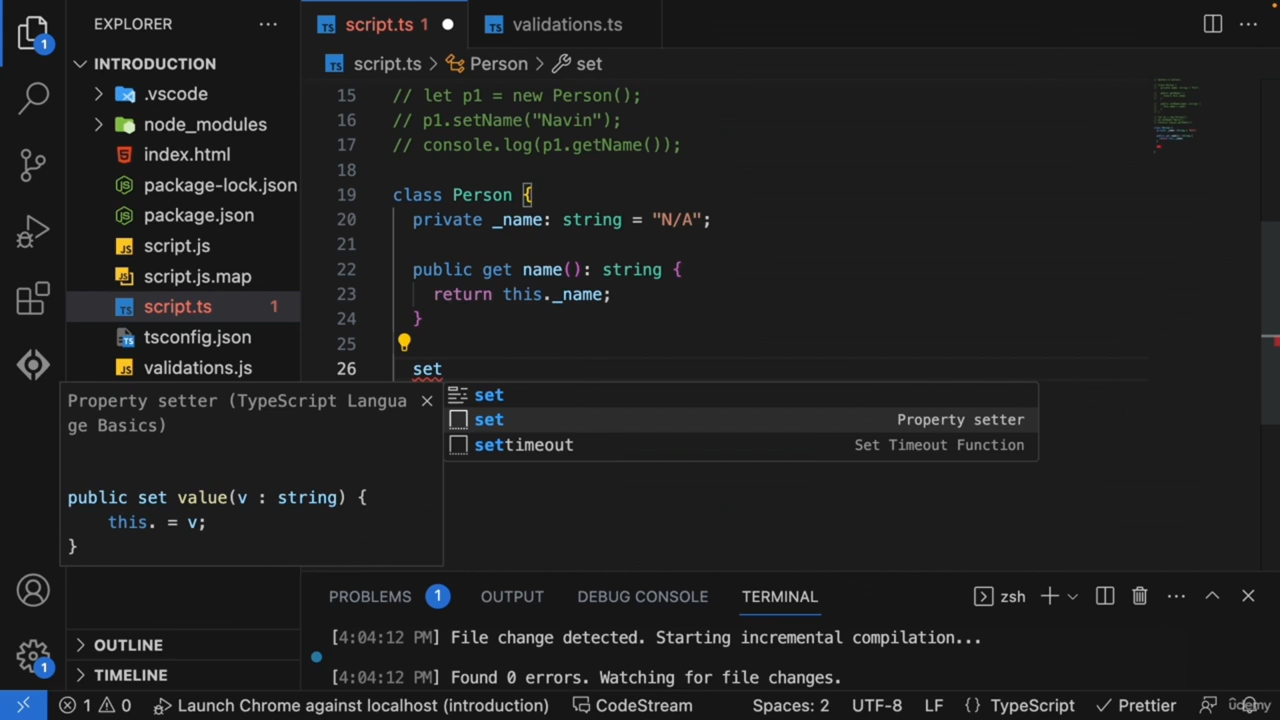 EXPLORER
INTRODUCTION
.vscode
node_modules
index.html
package-lock.json
package.json
script.js
script.js.map
script.ts 1
tsconfig.json
validations.js
OUTLINE
TIMELINE
1
1
script.ts 1
validations.ts
script.ts > Person > set
15 // let p1 = new Person();
16 // p1.setName("Navin");
17 // console.log(p1.getName());
18
19 class Person {
20 private _name: string = "N/A";
21
22 public get name(): string {
23 return this._name;
24 }
25
26 set
set
set Property setter
settimeout Set Timeout Function
Property setter (TypeScript Langua
ge Basics)
public set value(v : string) {
this. = v;
}
PROBLEMS 1 OUTPUT DEBUG CONSOLE TERMINAL zsh
[4:04:12 PM] File change detected. Starting incremental compilation...
[4:04:12 PM] Found 0 errors. Watching for file changes.
1 0 Launch Chrome against localhost (introduction) CodeStream Spaces: 2 UTF-8 LF {} TypeScript Prettier
udemy